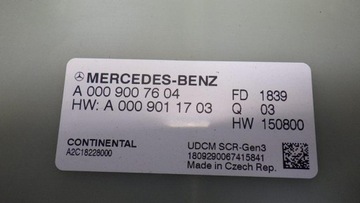 MERCEDES-BENZ
A 000 900 76 04 FD 1839
HW: A 000 901 17 03 Q 03
HW 150800
CONTINENTAL UDCM SCR-Gen3
A2C18228000 1809290067415841
Made in Czech Rep.